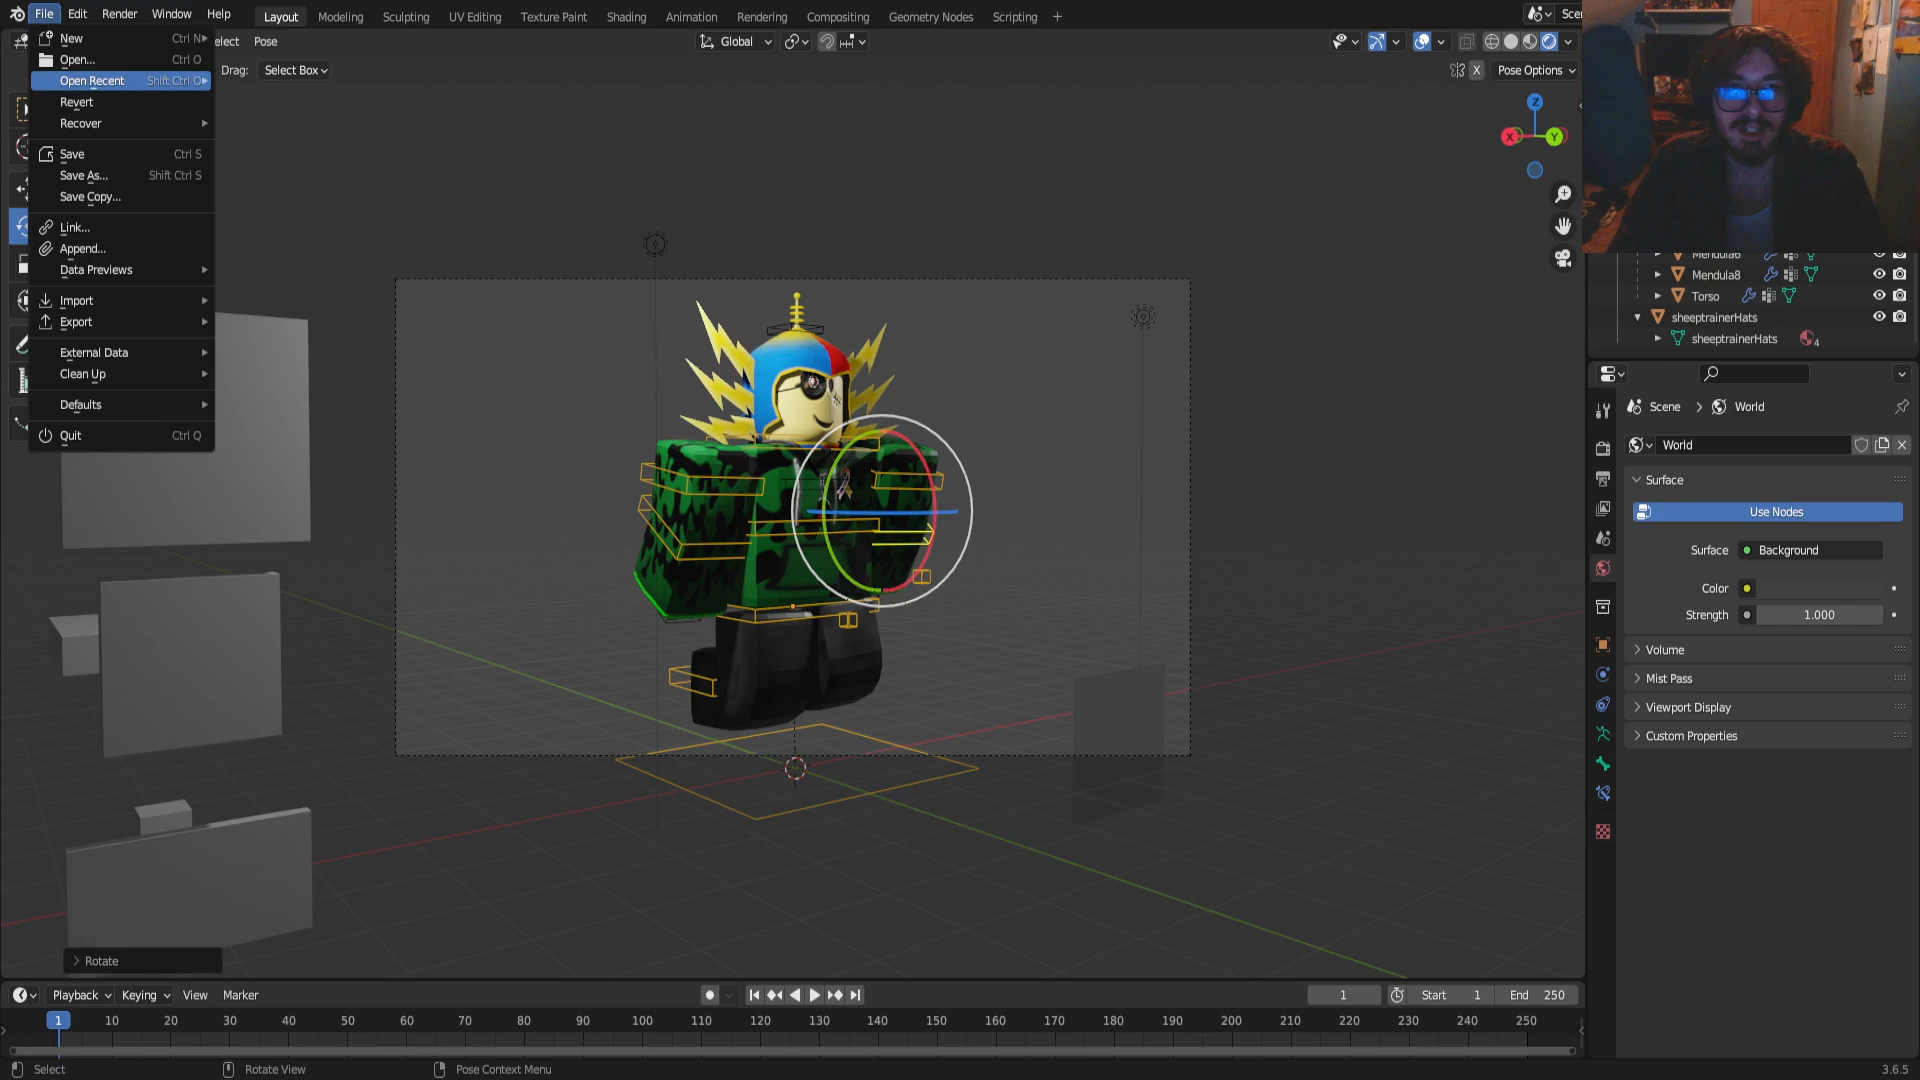 File Edit Render Window Help Layout Modeling Sculpting UV Editing Texture Paint Shading Animation Rendering Compositing Geometry Nodes Scripting + Sce
New Ctrl N
elect Pose Global
Open... Ctrl O
Drag: Select Box X Pose Options
Open Recent Shift Ctrl O
Revert
Recover
Save Ctrl S
Save As... Shift Ctrl S
Save Copy...
Link...
Append...
Data Previews
Import
Export
External Data
Clean Up
Defaults
Quit Ctrl Q
Z
X Y
Mendula6
Mendula8
Torso
sheeptrainerHats
sheeptrainerHats 4
Scene > World
World
Surface
Use Nodes
Surface Background
Color
Strength 1.000
Volume
Mist Pass
Viewport Display
Custom Properties
Rotate
Playback Keying View Marker 1 Start 1 End 250
1 10 20 30 40 50 60 70 80 90 100 110 120 130 140 150 160 170 180 190 200 210 220 230 240 250
Select Rotate View Pose Context Menu 3.6.5